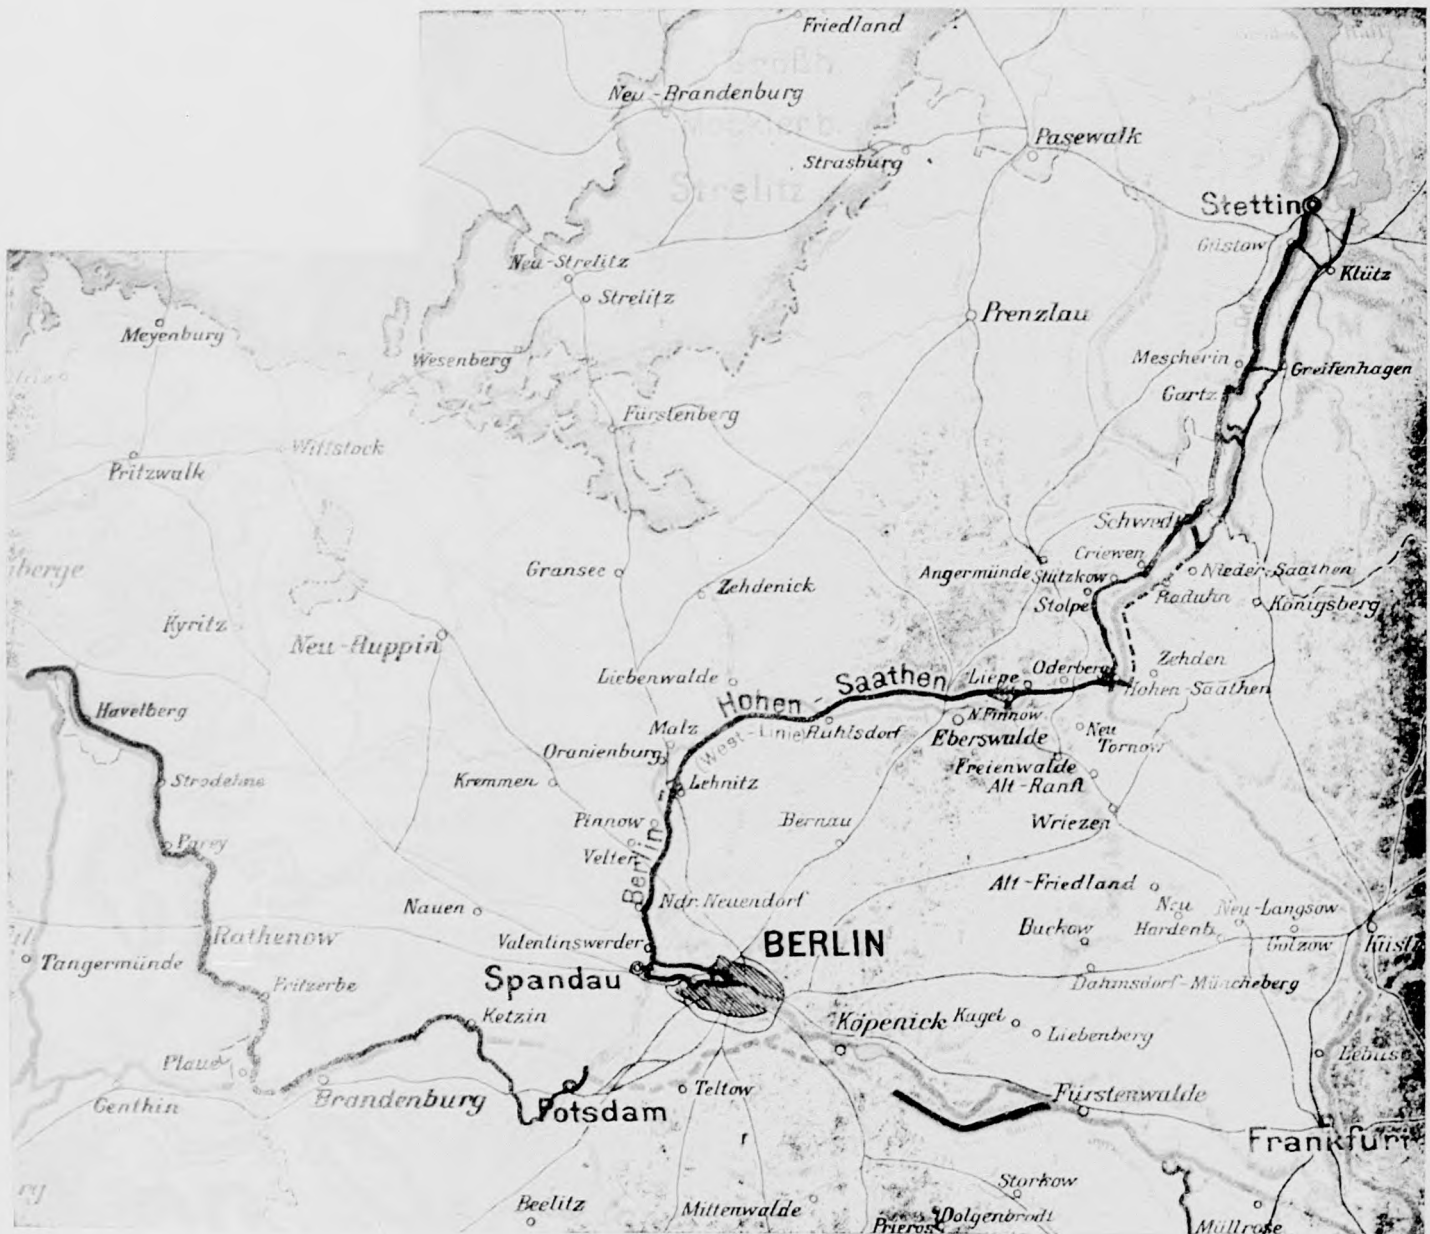 Friedland
Neu-Brandenburg
Mecklenb.
Pasewalk
Strasburg
Strelitz
Stettin
Güstow
Neu-Strelitz
Klütz
Strelitz
Prenzlau
Meyenburg
Wesenberg
Mescherin
Greifenhagen
Gartz
Fürstenberg
Wittstock
Pritzwalk
Schwedt
Criewen
Gransee
Angermünde
Stützkow
Nieder-Saathen
Zehdenick
Stolpe
Raduhn
Königsberg
Kyritz
Neu-Ruppin
Liebenwalde
Hohen-Saathen
Liepe
Oderberg
Zehden
Hohen-Saathen
Havelberg
Malz
(West-Linie)
Ruhlsdorf
N.Finnow
Eberswalde
Neu
Tornow
Oranienburg
Freienwalde
Strodehne
Kremmen
Lehnitz
Alt-Ranft
Pinnow
Bernau
Wriezen
Parey
Velten
Berlin
Alt-Friedland
Nauen
Ndr. Neuendorf
Neu
Hardenb.
Neu-Langsow
Rathenow
Valentinswerder
BERLIN
Buckow
Golzow
Tangermünde
Spandau
Fritzerbe
Dahmsdorf-Müncheberg
Ketzin
Köpenick
Kagel
Liebenberg
Plaue
Lebus
Genthin
Brandenburg
Potsdam
Teltow
Fürstenwalde
Frankfurt
Storkow
Beelitz
Mittenwalde
Prieros
Dolgenbrodt
Müllrose